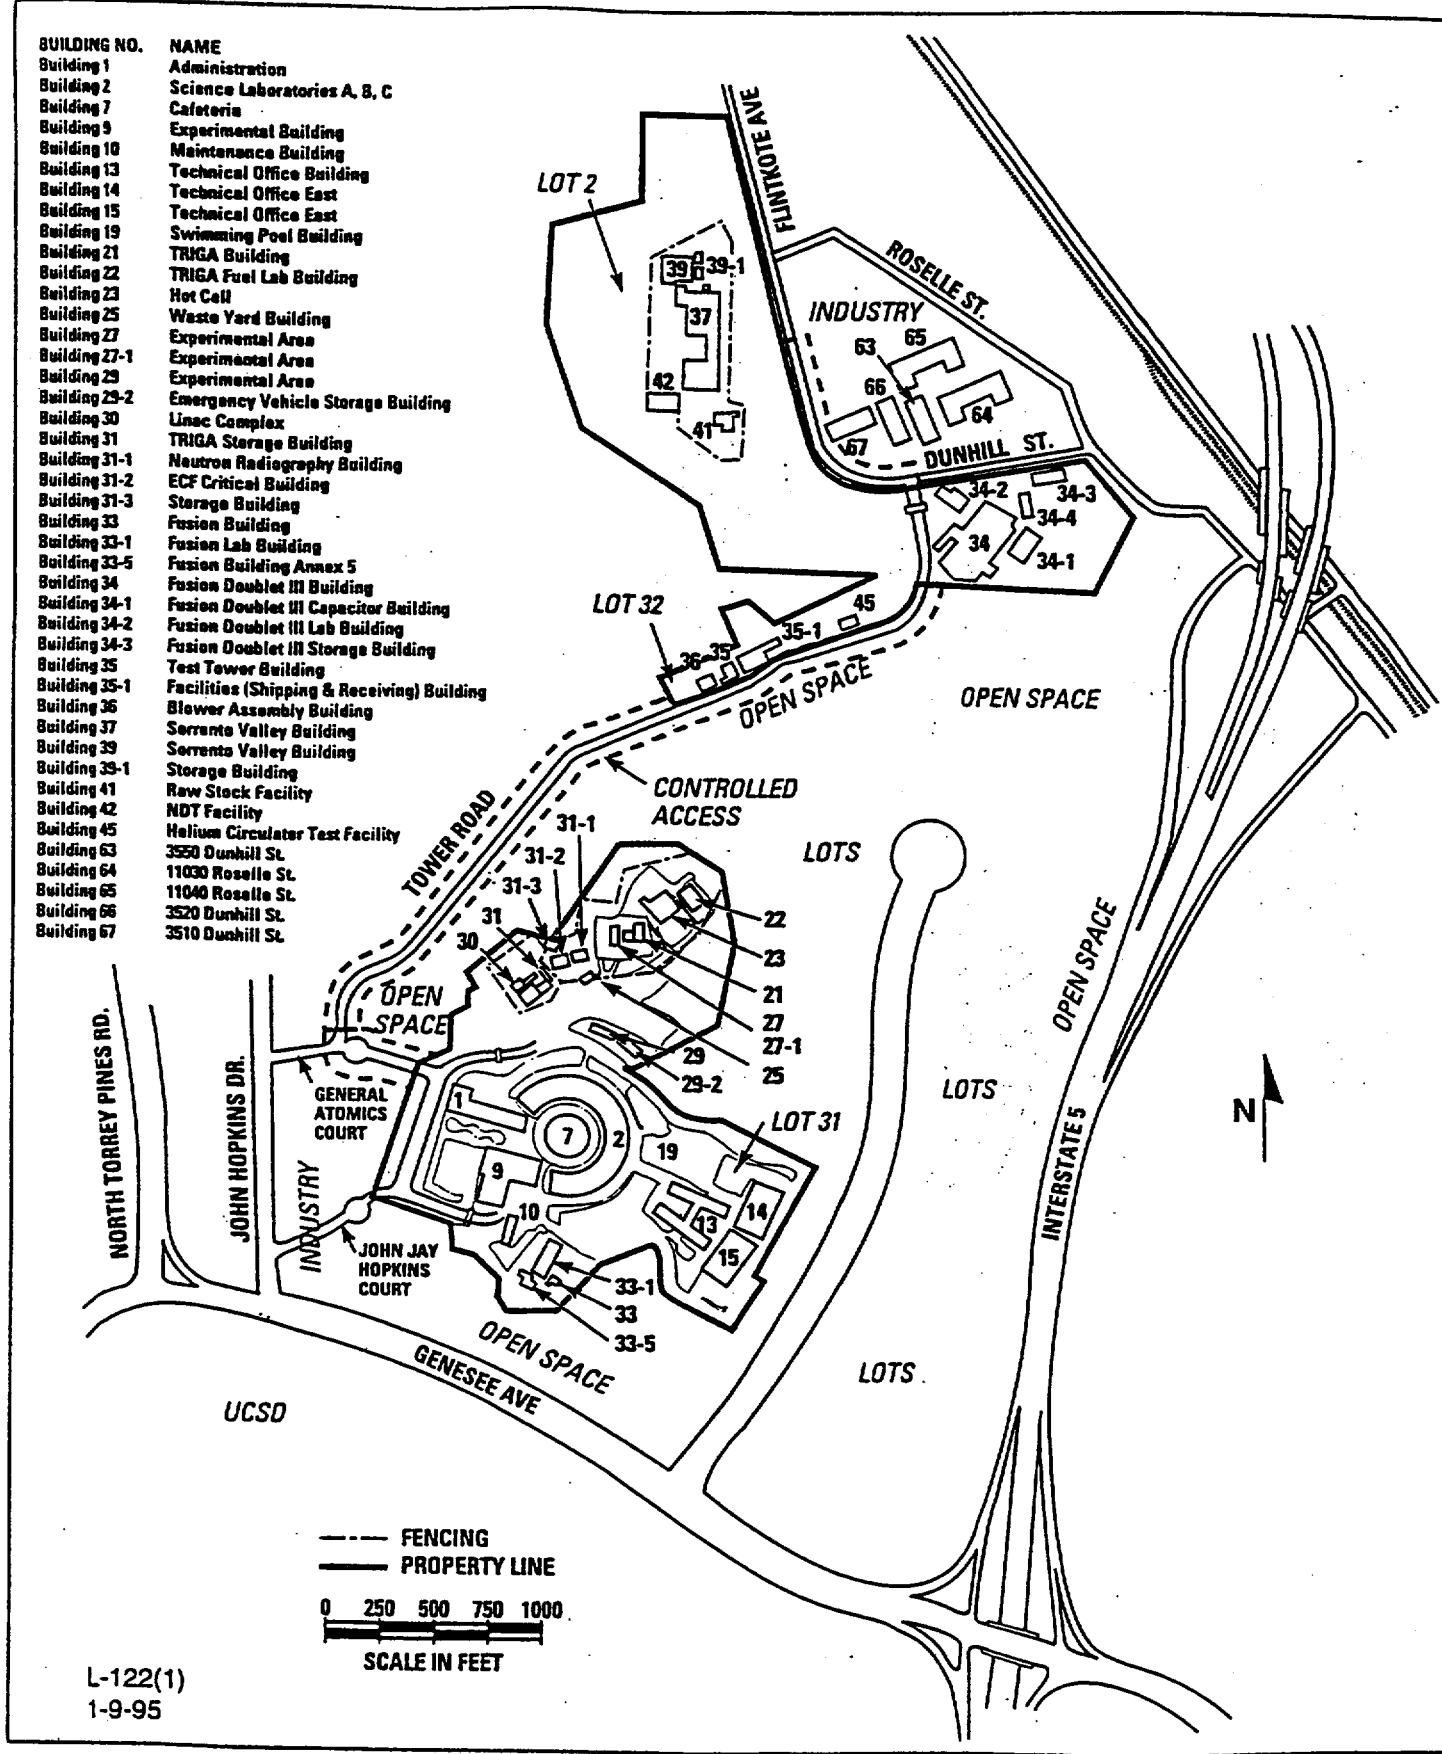 BUILDING NO. NAME
Building 1 Administration
Building 2 Science Laboratories A, B, C
Building 7 Cafeteria
Building 9 Experimental Building
Building 10 Maintenance Building
Building 13 Technical Office Building
Building 14 Technical Office East
Building 15 Technical Office East
Building 19 Swimming Pool Building
Building 21 TRIGA Building
Building 22 TRIGA Fuel Lab Building
Building 23 Hot Cell
Building 25 Waste Yard Building
Building 27 Experimental Area
Building 27-1 Experimental Area
Building 29 Experimental Area
Building 29-2 Emergency Vehicle Storage Building
Building 30 Linac Complex
Building 31 TRIGA Storage Building
Building 31-1 Neutron Radiography Building
Building 31-2 ECF Critical Building
Building 31-3 Storage Building
Building 33 Fusion Building
Building 33-1 Fusion Lab Building
Building 33-5 Fusion Building Annex 5
Building 34 Fusion Doublet III Building
Building 34-1 Fusion Doublet III Capacitor Building
Building 34-2 Fusion Doublet III Lab Building
Building 34-3 Fusion Doublet III Storage Building
Building 35 Test Tower Building
Building 35-1 Facilities (Shipping & Receiving) Building
Building 36 Blower Assembly Building
Building 37 Sorrento Valley Building
Building 39 Sorrento Valley Building
Building 39-1 Storage Building
Building 41 Raw Stock Facility
Building 42 NDT Facility
Building 45 Helium Circulator Test Facility
Building 63 3550 Dunhill St.
Building 64 11030 Roselle St.
Building 65 11040 Roselle St.
Building 66 3520 Dunhill St.
Building 67 3510 Dunhill St.
FLINTKOTE AVE
LOT 2
ROSELLE ST.
39
39-1
37
INDUSTRY
65
63
66
42
64
41
67
DUNHILL ST.
34-2
34-3
34-4
34
34-1
LOT 32
45
35-1
36
35
OPEN SPACE
OPEN SPACE
CONTROLLED
ACCESS
TOWER ROAD
31-1
31-2
31-3
31
30
LOTS
22
23
21
27
27-1
25
29
29-2
OPEN
SPACE
OPEN SPACE
NORTH TORREY PINES RD.
JOHN HOPKINS DR.
GENERAL
ATOMICS
COURT
1
7
2
LOT 31
19
9
10
13
14
15
LOTS
N
INTERSTATE 5
INDUSTRY
JOHN JAY
HOPKINS
COURT
33-1
33
33-5
OPEN SPACE
GENESEE AVE
LOTS
UCSD
FENCING
PROPERTY LINE
0 250 500 750 1000
SCALE IN FEET
L-122(1)
1-9-95